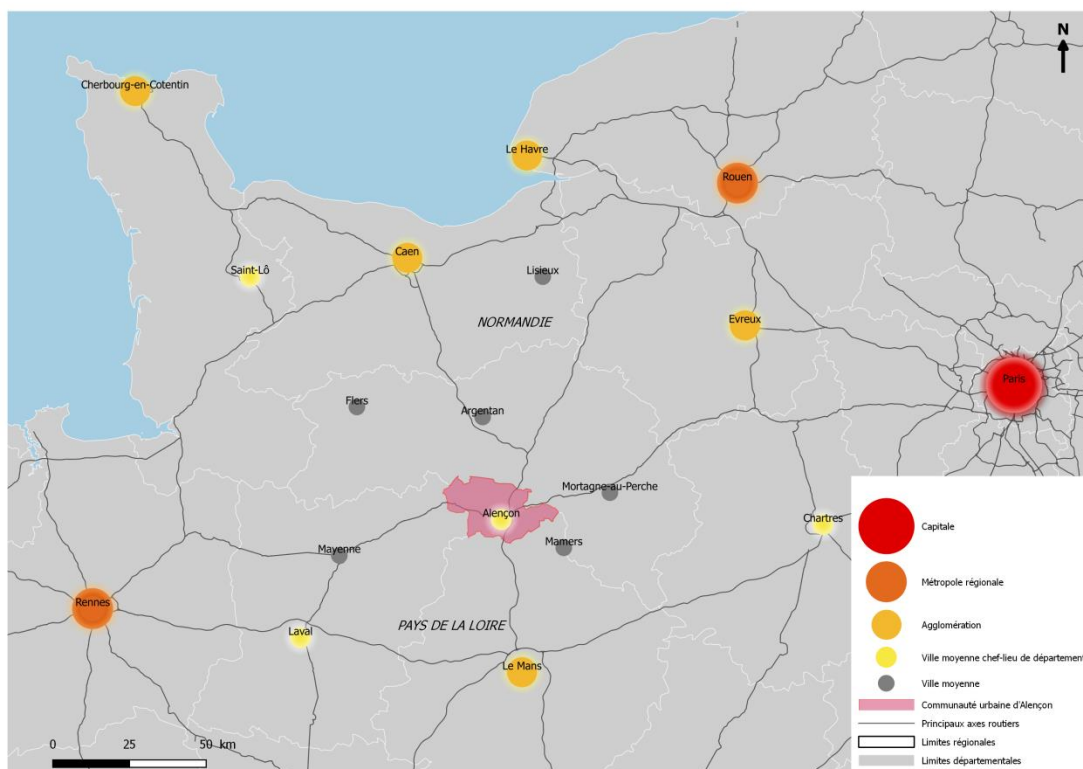 N
Cherbourg-en-Cotentin
Le Havre
Rouen
Caen
Saint-Lô
Lisieux
NORMANDIE
Evreux
Paris
Flers
Argentan
Mortagne-au-Perche
Alençon
Chartres
Mamers
Mayenne
Rennes
PAYS DE LA LOIRE
Laval
Le Mans
Capitale
Métropole régionale
Agglomération
Ville moyenne chef-lieu de département
Ville moyenne
Communauté urbaine d'Alençon
Principaux axes routiers
Limites régionales
Limites départementales
0 25 50 km